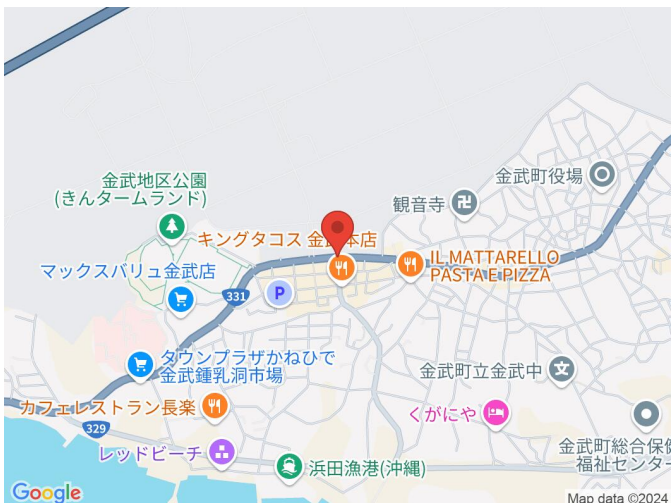 金武地区公園
(きんタームランド)
金武町役場
観音寺
キングタコス 金武本店
マックスバリュ金武店
IL MATTARELLO
PASTA E PIZZA
331
P
タウンプラザかねひで
金武鍾乳洞市場
金武町立金武中
文
カフェレストラン長楽
くがにや
329
レッドビーチ
金武町総合保健
福祉センター
浜田漁港(沖縄)
Google
Map data ©2024